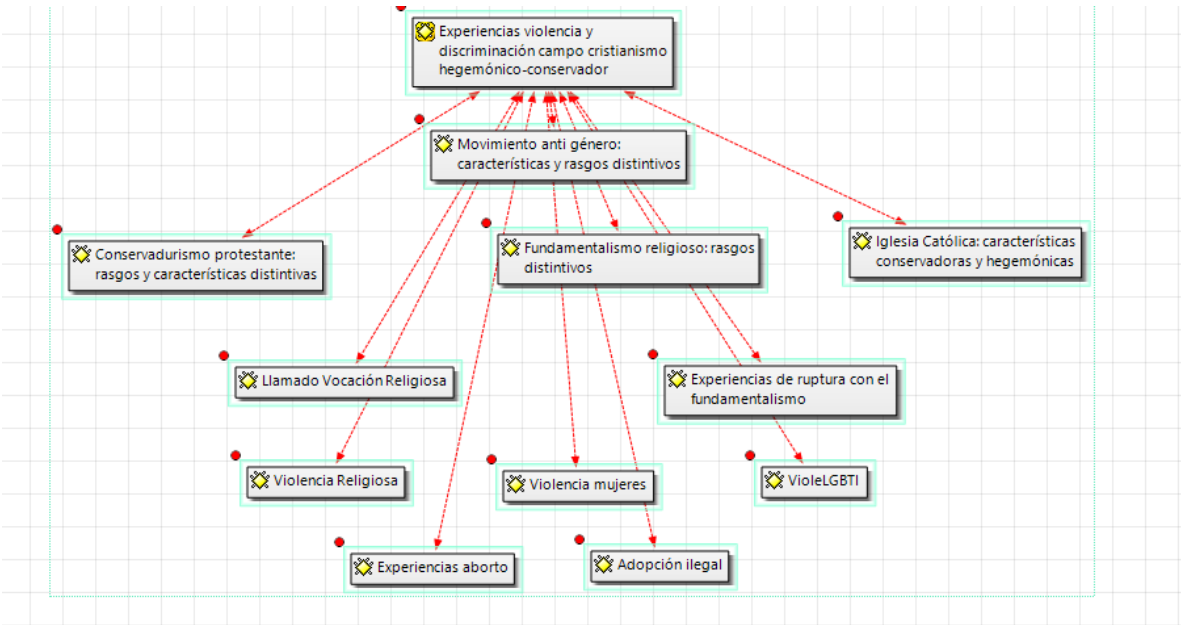 Experiencias violencia y
discriminación campo cristianismo
hegemónico-conservador
Movimiento anti género:
características y rasgos distintivos
Conservadurismo protestante:
rasgos y características distintivas
Fundamentalismo religioso: rasgos
distintivos
Iglesia Católica: características
conservadoras y hegemónicas
Llamado Vocación Religiosa
Experiencias de ruptura con el
fundamentalismo
Violencia Religiosa
Violencia mujeres
VioleLGBTI
Experiencias aborto
Adopción ilegal